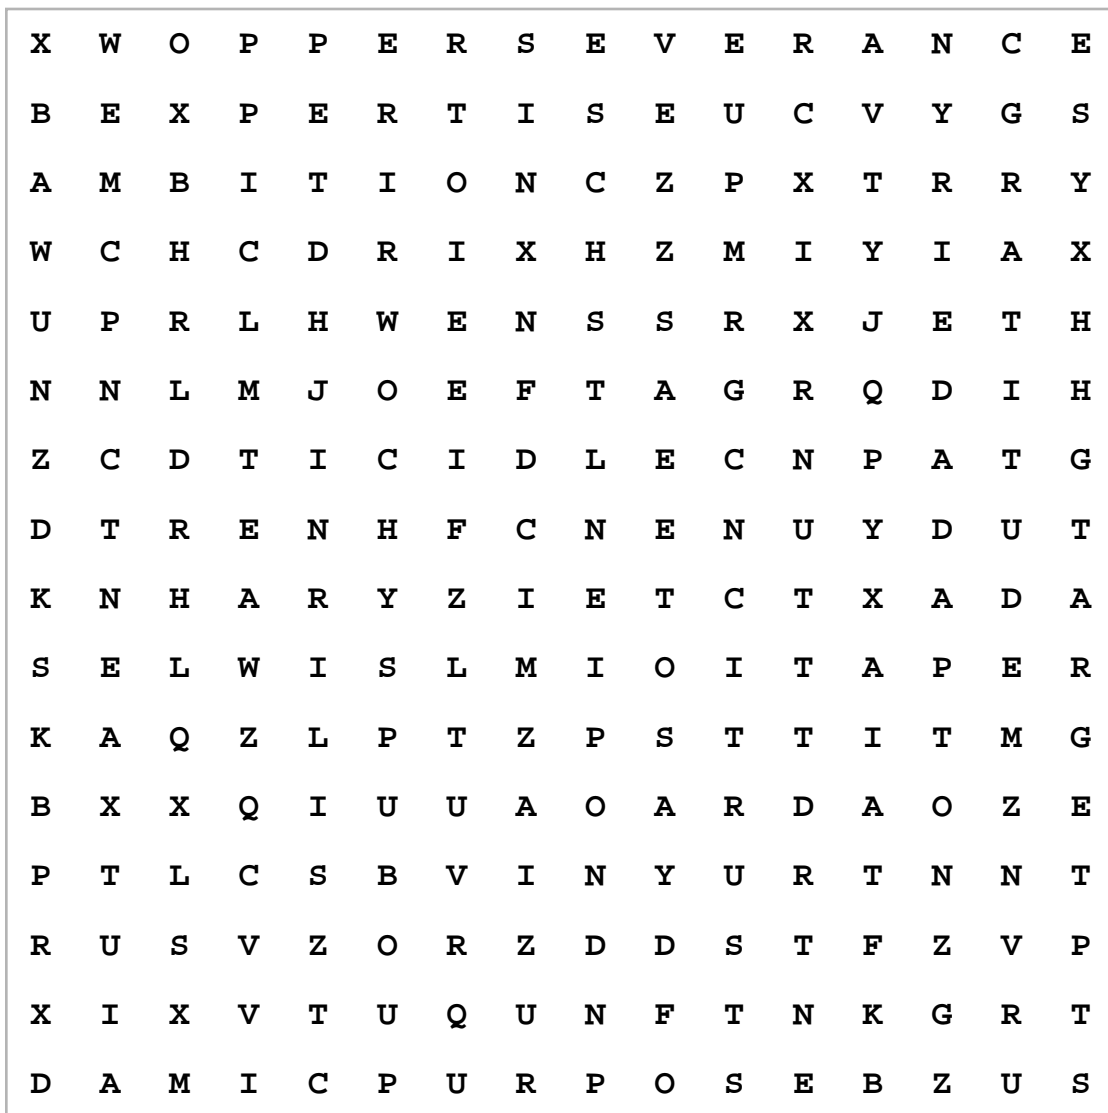 X W O P P E R S E V E R A N C E
B E X P E R T I S E U C V Y G S
A M B I T I O N C Z P X T R R Y
W C H C D R I X H Z M I Y I A X
U P R L H W E N S S R X J E T H
N N L M J O E F T A G R Q D I H
Z C D T I C I D L E C N P A T G
D T R E N H F C N E N U Y D U T
K N H A R Y Z I E T C T X A D A
S E L W I S L M I O I T A P E R
K A Q Z L P T Z P S T T I T M G
B X X Q I U U A O A R D A O Z E
P T L C S B V I N Y U R T N N T
R U S V Z O R Z D D S T F Z V P
X I X V T U Q U N F T N K G R T
D A M I C P U R P O S E B Z U S